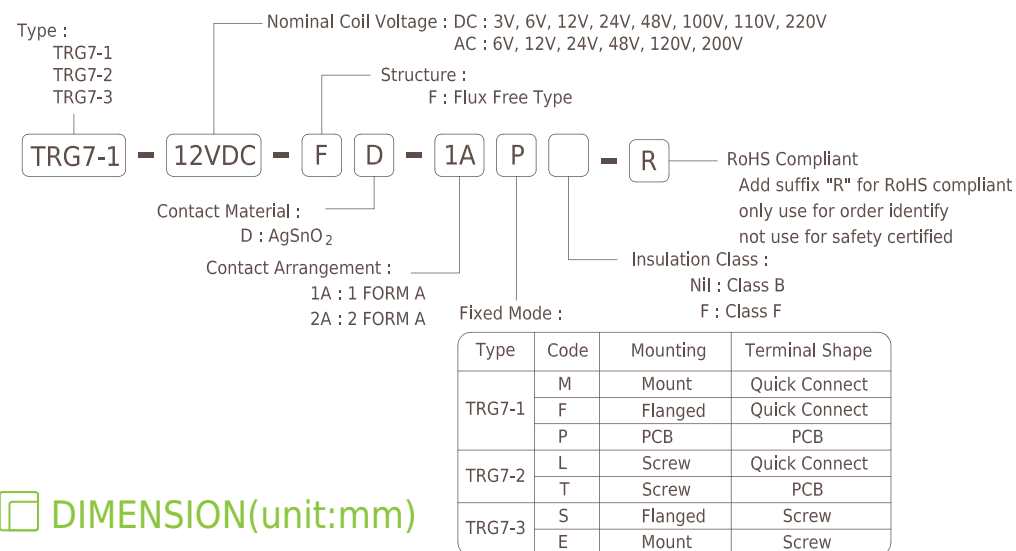 Nominal Coil Voltage : DC : 3V, 6V, 12V, 24V, 48V, 100V, 110V, 220V
AC : 6V, 12V, 24V, 48V, 120V, 200V
Type :
TRG7-1
TRG7-2
TRG7-3
Structure :
F : Flux Free Type
TRG7-1 - 12VDC - F D - 1A P - R
RoHS Compliant
Add suffix "R" for RoHS compliant
only use for order identify
not use for safety certified
Contact Material :
D : AgSnO2
Contact Arrangement :
1A : 1 FORM A
2A : 2 FORM A
Insulation Class :
Nil : Class B
F : Class F
Fixed Mode :
Type Code Mounting Terminal Shape
TRG7-1 M Mount Quick Connect
F Flanged Quick Connect
P PCB PCB
TRG7-2 L Screw Quick Connect
T Screw PCB
TRG7-3 S Flanged Screw
E Mount Screw
DIMENSION(unit:mm)